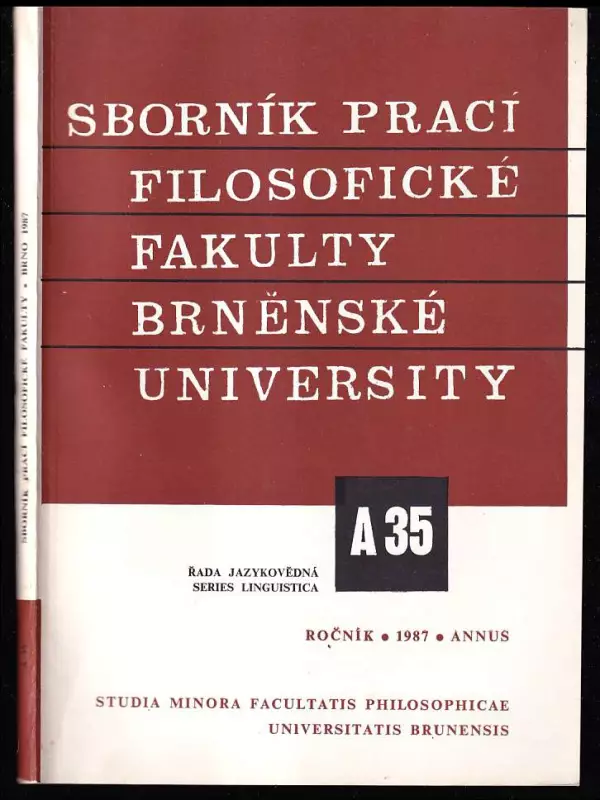 SBORNÍK PRACÍ
FILOSOFICKÉ
FAKULTY
BRNĚNSKÉ
UNIVERSITY
A 35
ŘADA JAZYKOVĚDNÁ
SERIES LINGUISTICA
ROČNÍK • 1987 • ANNUS
STUDIA MINORA FACULTATIS PHILOSOPHICAE
UNIVERSITATIS BRUNENSIS
SBORNÍK PRACÍ FILOSOFICKÉ FAKULTY • BRNO 1987
A 35